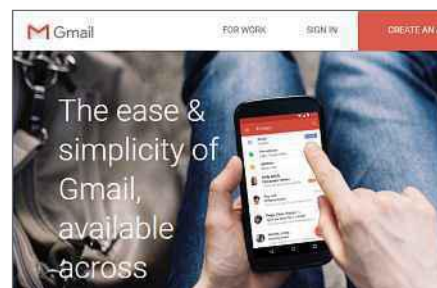 Gmail
FOR WORK
SIGN IN
CREATE AN
The ease &
simplicity of
Gmail,
available
across